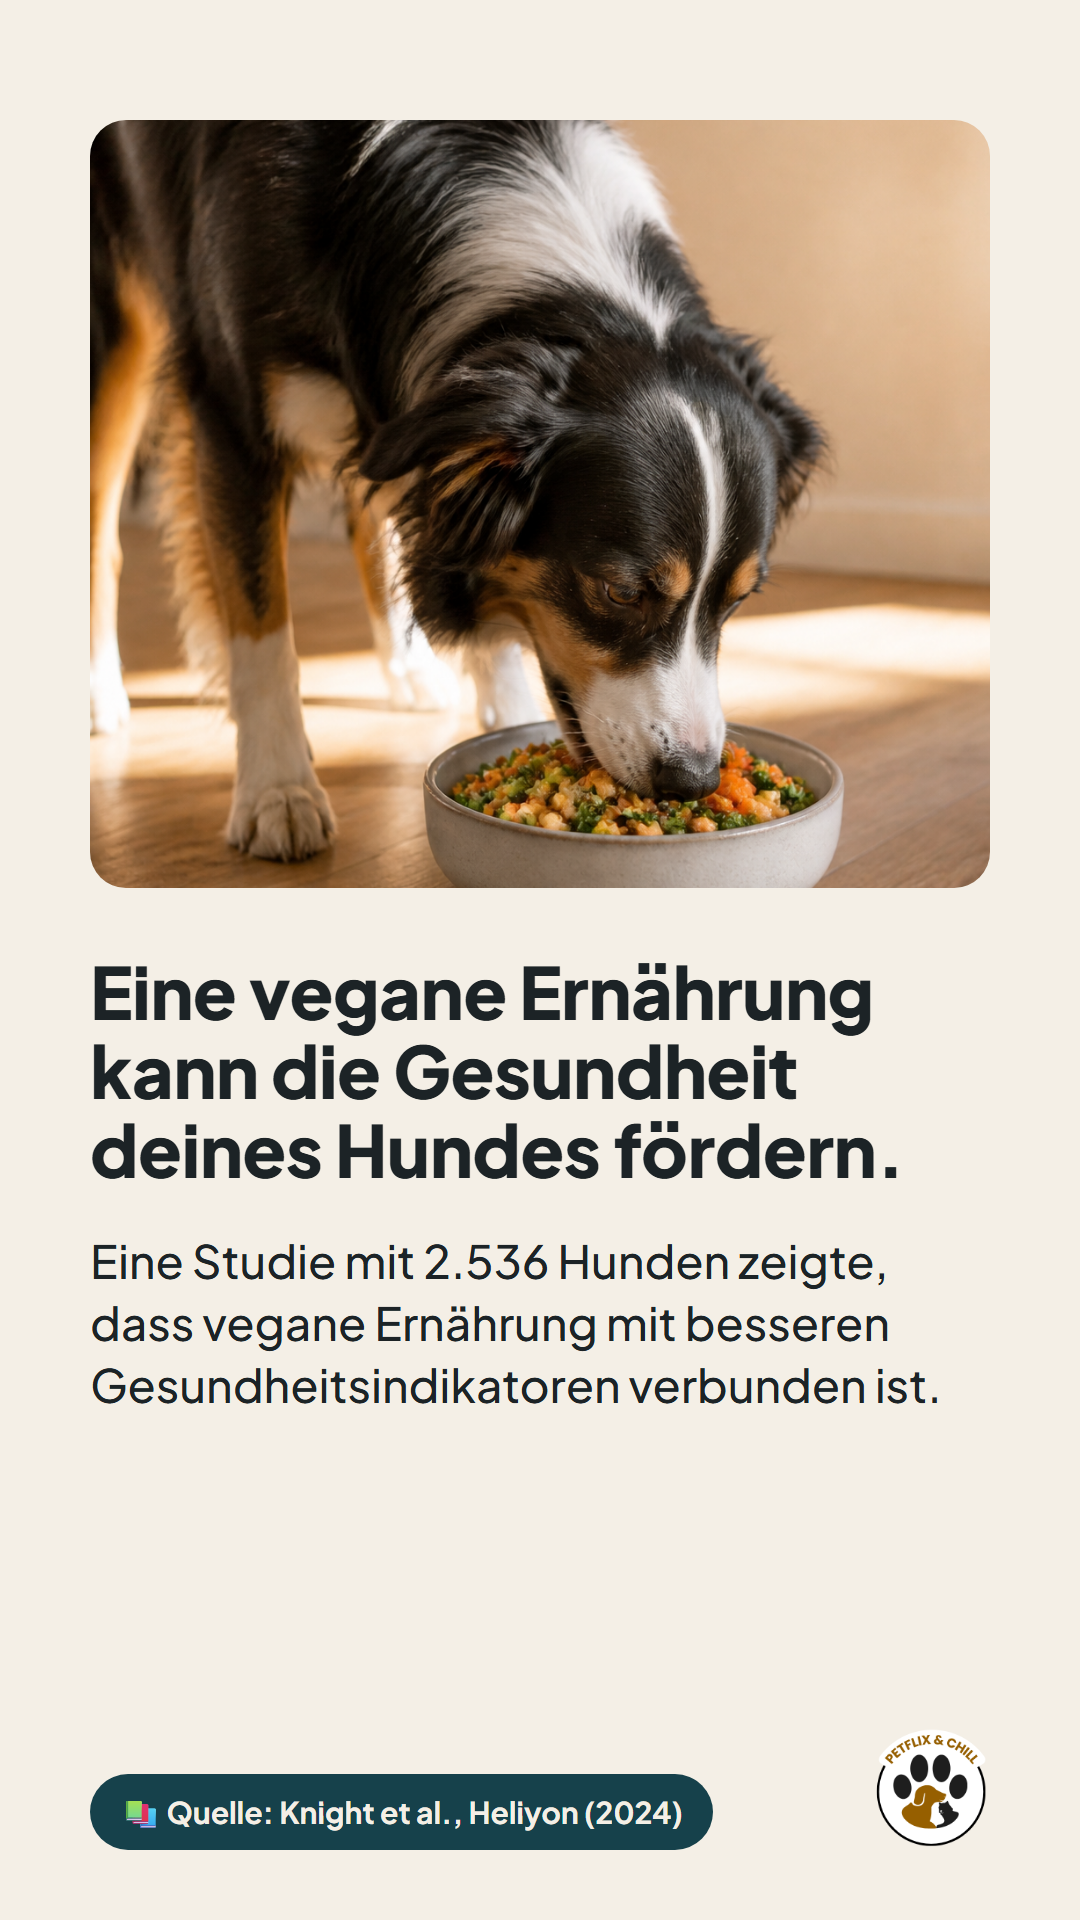 Eine vegane Ernährung
kann die Gesundheit
deines Hundes fördern.
Eine Studie mit 2.536 Hunden zeigte,
dass vegane Ernährung mit besseren
Gesundheitsindikatoren verbunden ist.
Quelle: Knight et al., Heliyon (2024)
PETFLIX & CHILL